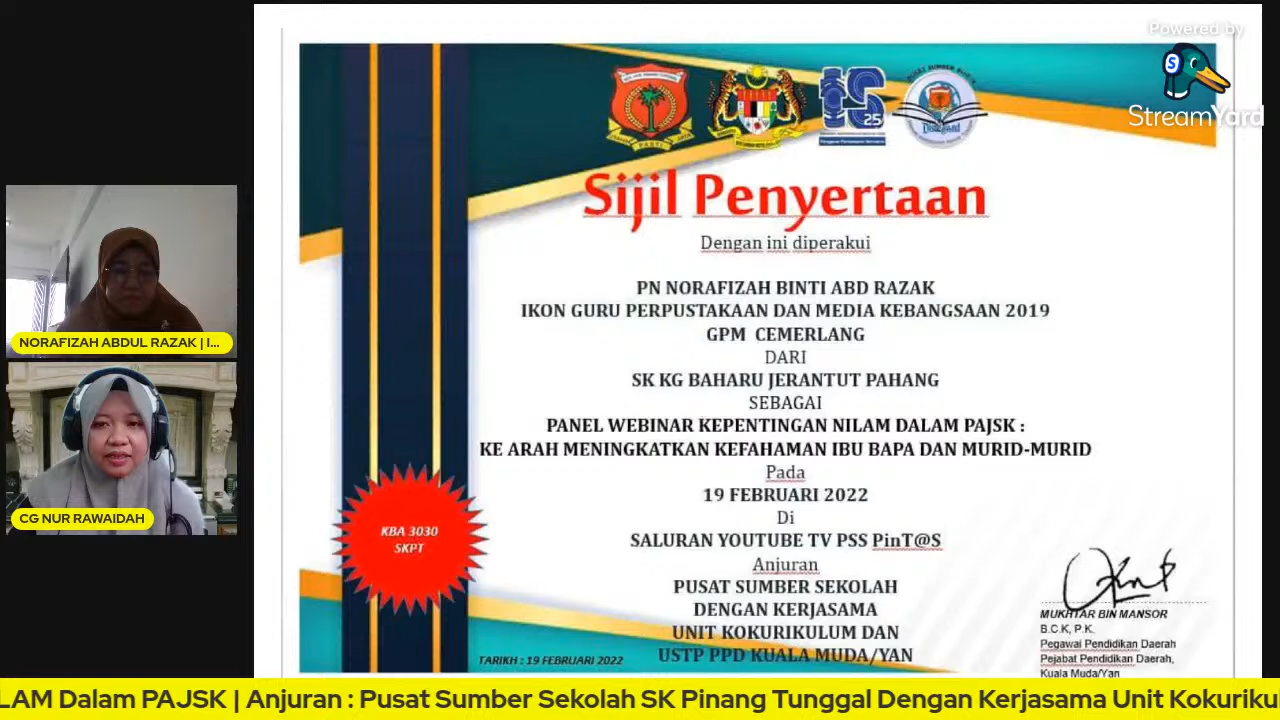 Powered by
StreamYard
25
Sijil Penyertaan
Dengan ini diperakui
PN NORAFIZAH BINTI ABD RAZAK
IKON GURU PERPUSTAKAAN DAN MEDIA KEBANGSAAN 2019
GPM CEMERLANG
DARI
SK KG BAHARU JERANTUT PAHANG
SEBAGAI
PANEL WEBINAR KEPENTINGAN NILAM DALAM PAJSK :
KE ARAH MENINGKATKAN KEFAHAMAN IBU BAPA DAN MURID-MURID
Pada
19 FEBRUARI 2022
Di
SALURAN YOUTUBE TV PSS PinT@S
Anjuran
PUSAT SUMBER SEKOLAH
DENGAN KERJASAMA
UNIT KOKURIKULUM DAN
USTP PPD KUALA MUDA/YAN
KBA 3030
SKPT
TARIKH : 19 FEBRUARI 2022
MUKHTAR BIN MANSOR
B.C.K, P.K.
Pegawai Pendidikan Daerah
Pejabat Pendidikan Daerah,
Kuala Muda/Yan
NORAFIZAH ABDUL RAZAK | I...
CG NUR RAWAIDAH
LAM Dalam PAJSK | Anjuran : Pusat Sumber Sekolah SK Pinang Tunggal Dengan Kerjasama Unit Kokuriku